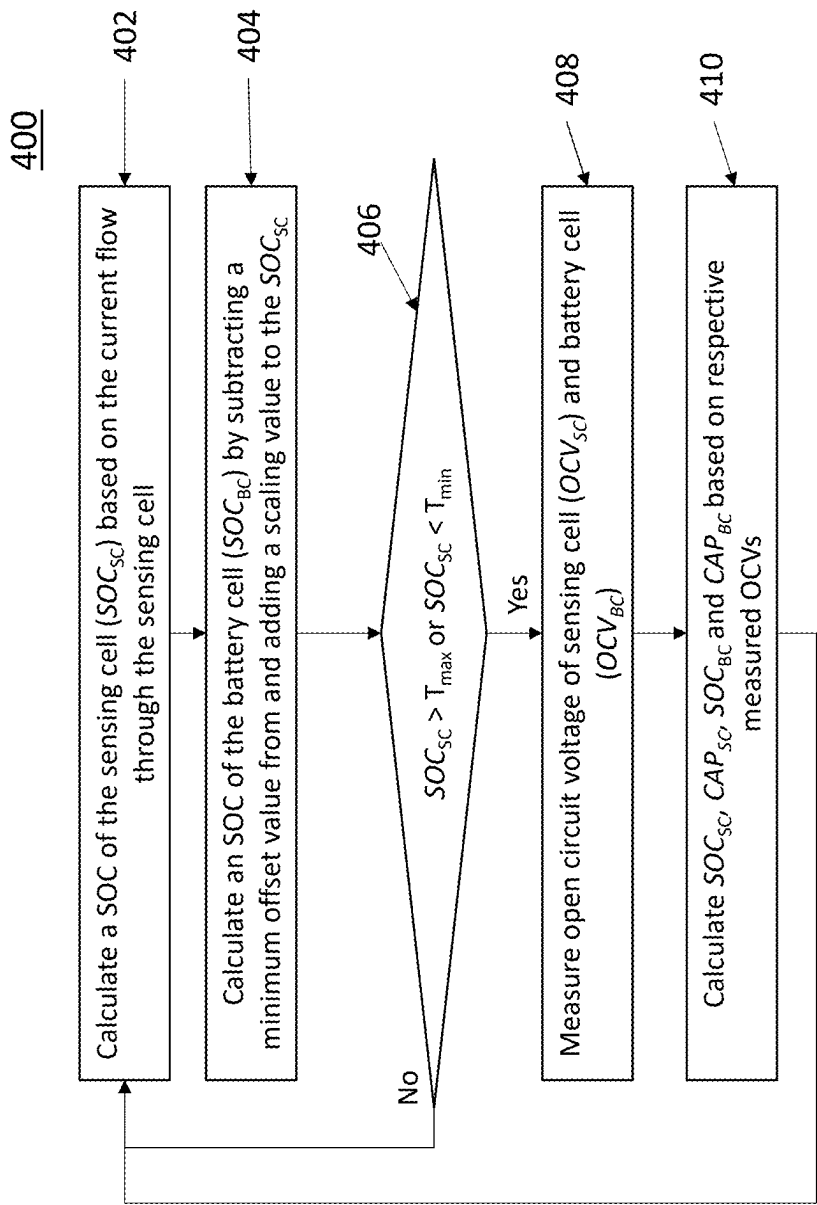 400
402
Calculate a SOC of the sensing cell (SOC_SC) based on the current flow
through the sensing cell
404
Calculate an SOC of the battery cell (SOC_BC) by subtracting a
minimum offset value from and adding a scaling value to the SOC_SC
406
SOC_SC > T_max or SOC_SC < T_min
No
Yes
408
Measure open circuit voltage of sensing cell (OCV_SC) and battery cell
(OCV_BC)
410
Calculate SOC_SC, CAP_SC, SOC_BC and CAP_BC based on respective
measured OCVs